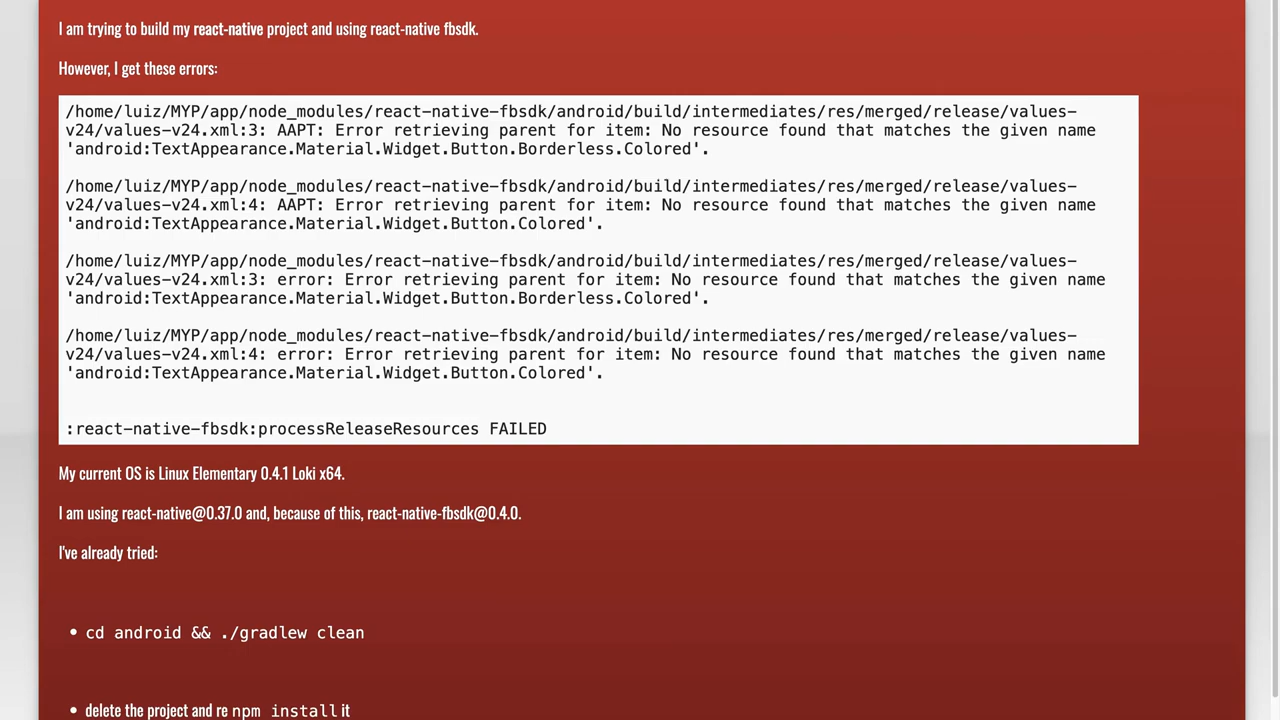 I am trying to build my react-native project and using react-native fbsdk.
However, I get these errors:
/home/luiz/MYP/app/node_modules/react-native-fbsdk/android/build/intermediates/res/merged/release/values-
v24/values-v24.xml:3: AAPT: Error retrieving parent for item: No resource found that matches the given name
'android:TextAppearance.Material.Widget.Button.Borderless.Colored'.
/home/luiz/MYP/app/node_modules/react-native-fbsdk/android/build/intermediates/res/merged/release/values-
v24/values-v24.xml:4: AAPT: Error retrieving parent for item: No resource found that matches the given name
'android:TextAppearance.Material.Widget.Button.Colored'.
/home/luiz/MYP/app/node_modules/react-native-fbsdk/android/build/intermediates/res/merged/release/values-
v24/values-v24.xml:3: error: Error retrieving parent for item: No resource found that matches the given name
'android:TextAppearance.Material.Widget.Button.Borderless.Colored'.
/home/luiz/MYP/app/node_modules/react-native-fbsdk/android/build/intermediates/res/merged/release/values-
v24/values-v24.xml:4: error: Error retrieving parent for item: No resource found that matches the given name
'android:TextAppearance.Material.Widget.Button.Colored'.
:react-native-fbsdk:processReleaseResources FAILED
My current OS is Linux Elementary 0.4.1 Loki x64.
I am using react-native@0.37.0 and, because of this, react-native-fbsdk@0.4.0.
I've already tried:
• cd android && ./gradlew clean
• delete the project and re npm install it